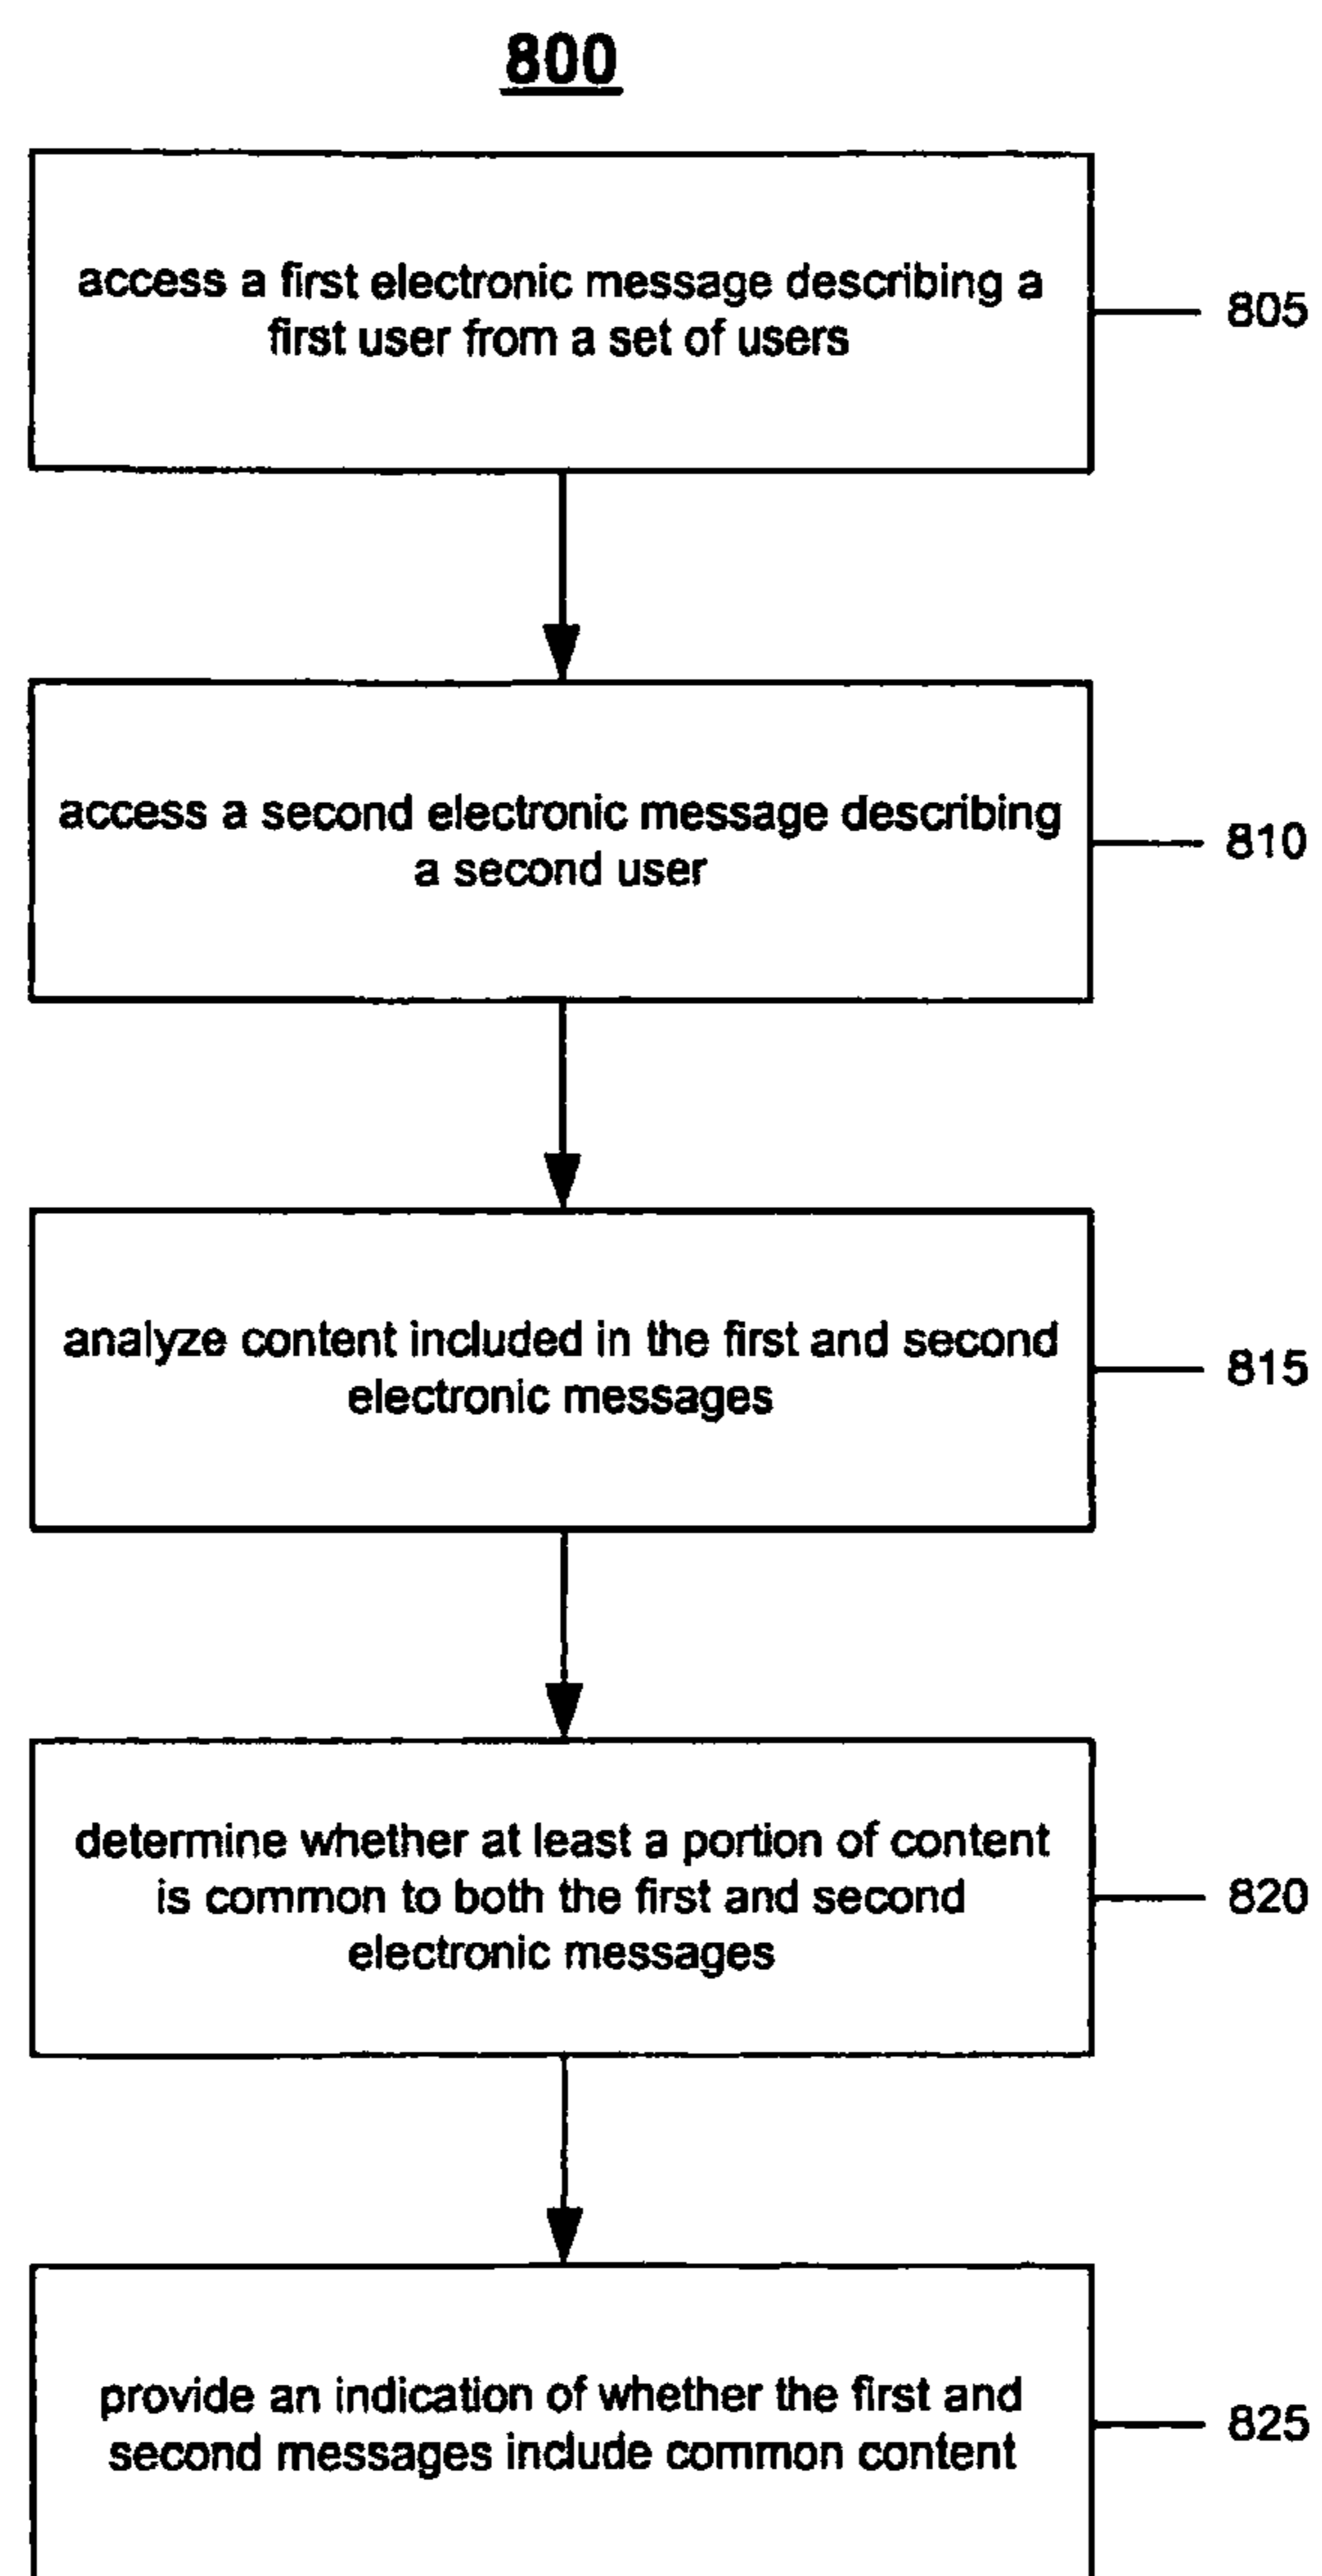 800
access a first electronic message describing a
first user from a set of users
805
access a second electronic message describing
a second user
810
analyze content included in the first and second
electronic messages
815
determine whether at least a portion of content
is common to both the first and second
electronic messages
820
provide an indication of whether the first and
second messages include common content
825